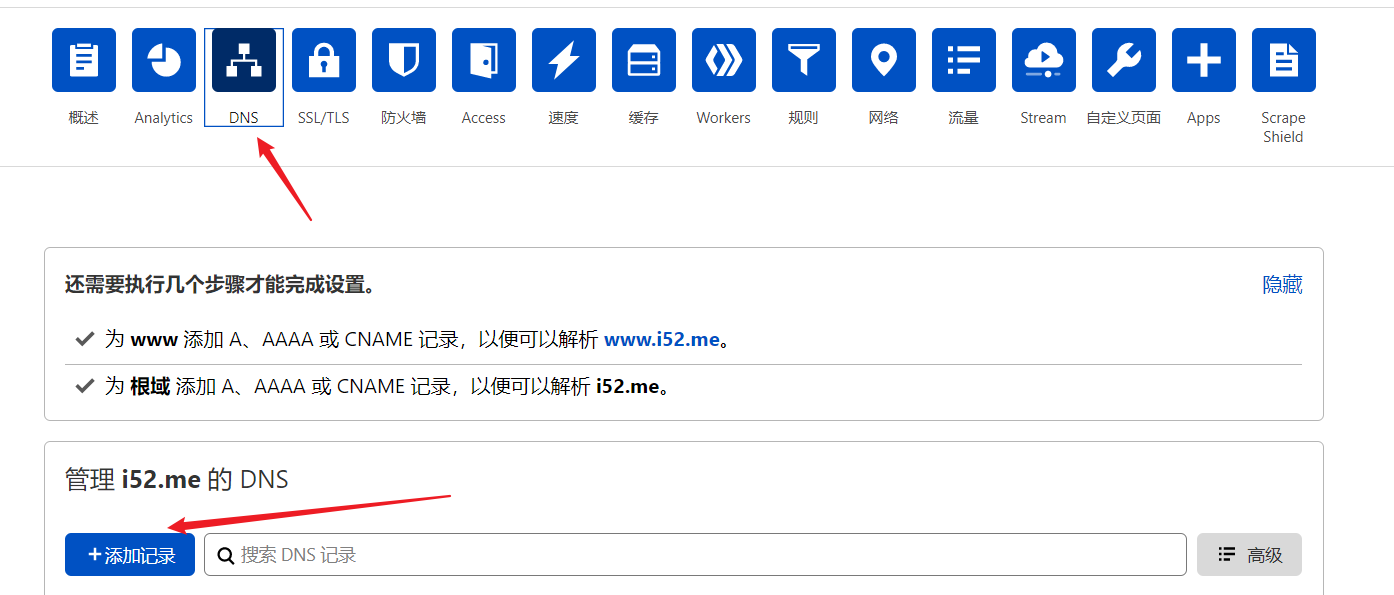 概述 Analytics DNS SSL/TLS 防火墙 Access 速度 缓存 Workers 规则 网络 流量 Stream 自定义页面 Apps Scrape
Shield
还需要执行几个步骤才能完成设置。 隐藏
为 www 添加 A、AAAA 或 CNAME 记录，以便可以解析 www.i52.me。
为 根域 添加 A、AAAA 或 CNAME 记录，以便可以解析 i52.me。
管理 i52.me 的 DNS
+添加记录 搜索 DNS 记录 高级